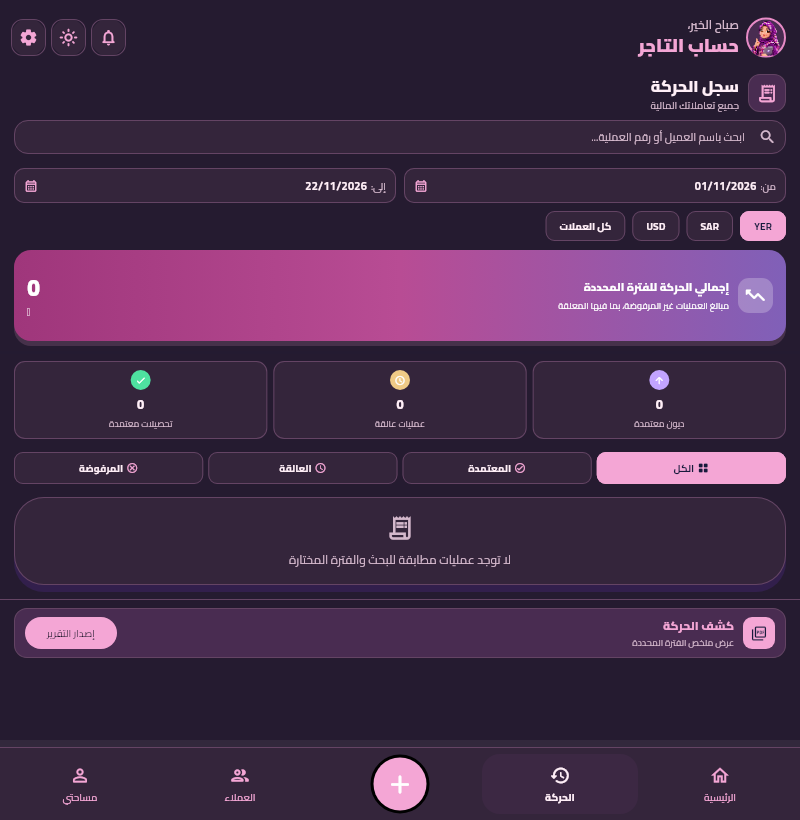 صباح الخير،
حساب التاجر
سجل الحركة
جميع تعاملاتك المالية
ابحث باسم العميل أو رقم العملية...
من: 01/11/2026
إلى: 22/11/2026
YER
SAR
USD
كل العملات
إجمالي الحركة للفترة المحددة
مبالغ العمليات غير المرفوضة، بما فيها المعلقة
0
0
ديون معتمدة
0
عمليات عالقة
0
تحصيلات معتمدة
الكل
المعتمدة
العالقة
المرفوضة
لا توجد عمليات مطابقة للبحث والفترة المختارة
كشف الحركة
عرض ملخص الفترة المحددة
إصدار التقرير
الرئيسية
الحركة
العملاء
مساحتي